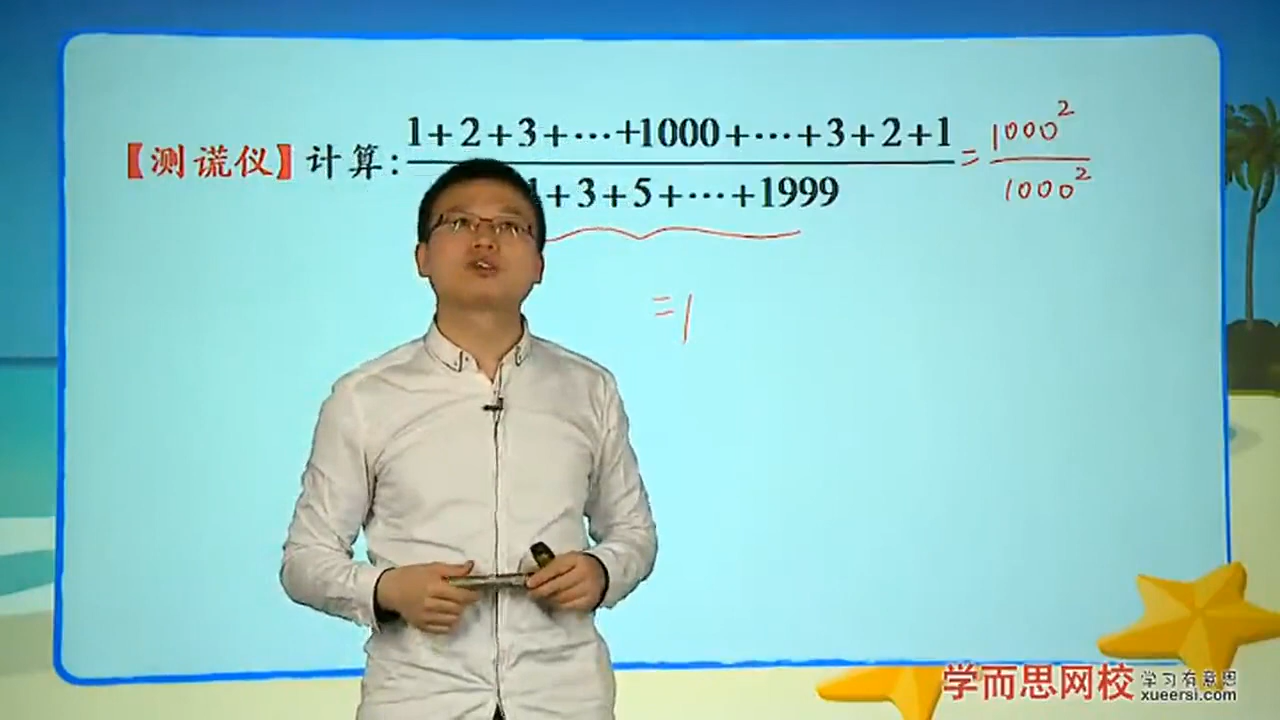 【测谎仪】计算:
1+2+3+···+1000+···+3+2+1
1+3+5+···+1999
= 1000²
1000²
=1
学而思网校 学习有意思
xueersi.com